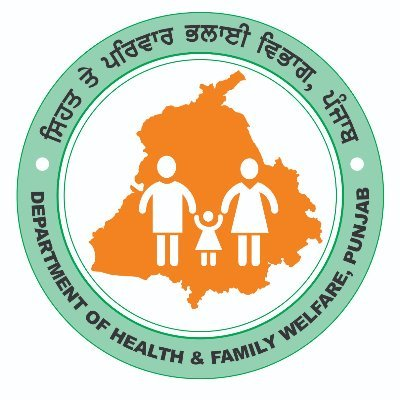 ਸਿਹਤ ਤੇ ਪਰਿਵਾਰ ਭਲਾਈ ਵਿਭਾਗ, ਪੰਜਾਬ
DEPARTMENT OF HEALTH & FAMILY WELFARE, PUNJAB